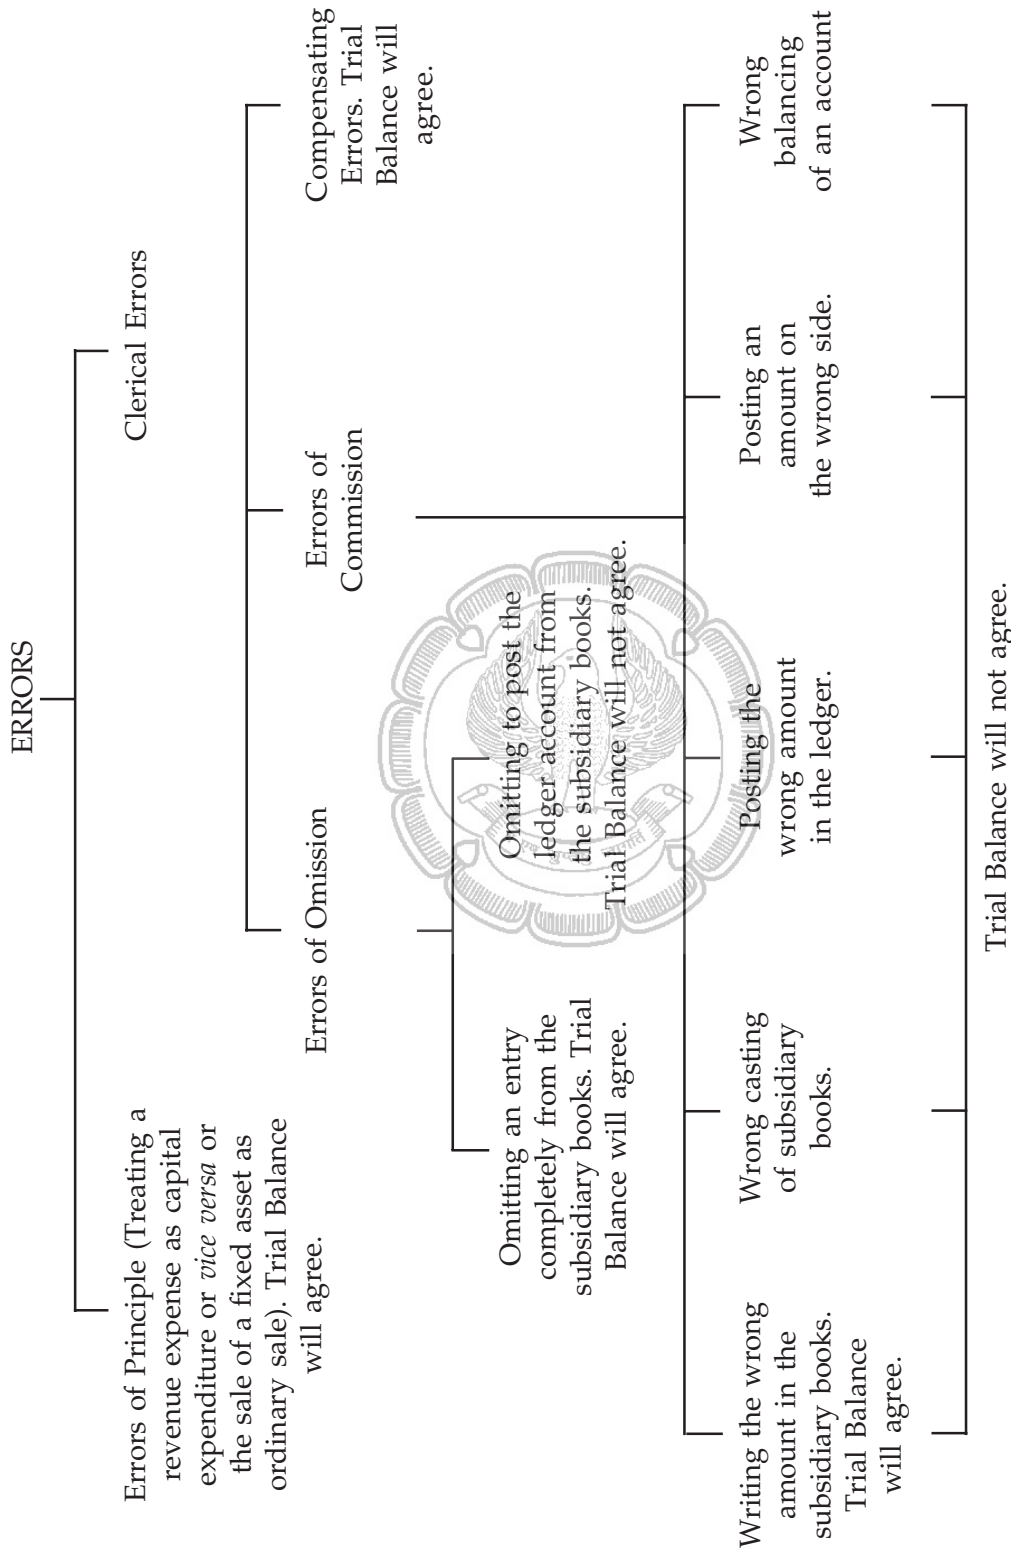 ERRORS
Errors of Principle (Treating a
revenue expense as capital
expenditure or vice versa or
the sale of a fixed asset as
ordinary sale). Trial Balance
will agree.
Clerical Errors
Errors of Omission
Errors of
Commission
Compensating
Errors. Trial
Balance will
agree.
Omitting an entry
completely from the
subsidiary books. Trial
Balance will agree.
Omitting to post the
ledger account from
the subsidiary books.
Trial Balance will not agree.
Writing the wrong
amount in the
subsidiary books.
Trial Balance
will agree.
Wrong casting
of subsidiary
books.
Posting the
wrong amount
in the ledger.
Posting an
amount on
the wrong side.
Wrong
balancing
of an account
Trial Balance will not agree.